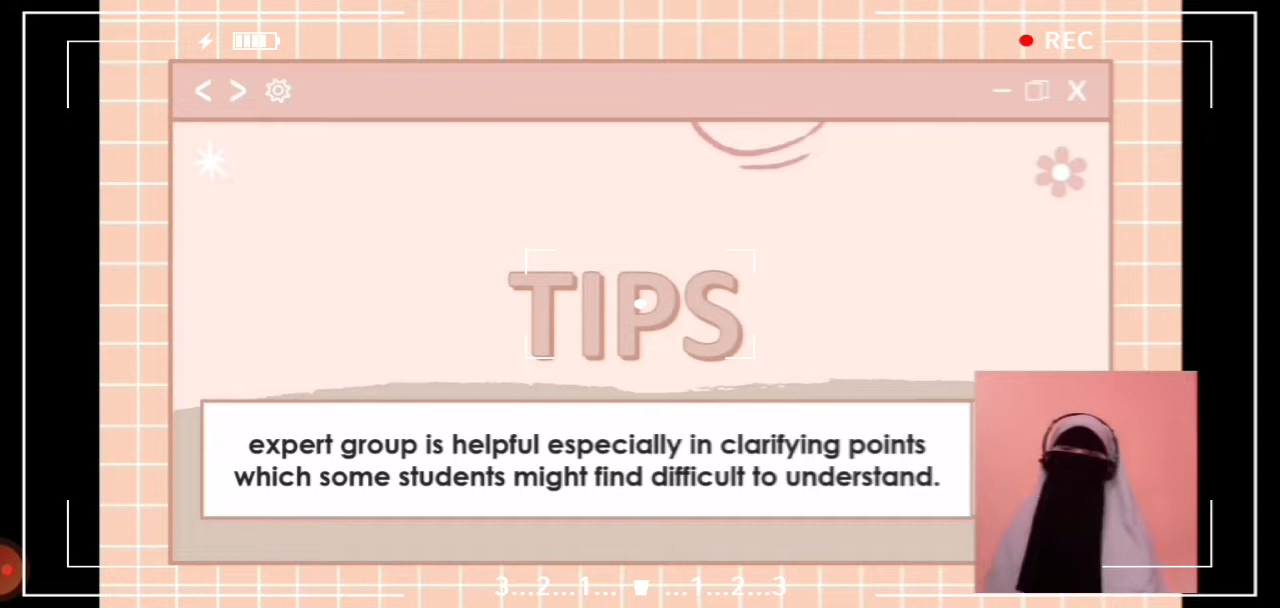 REC
< >
X
TIPS
expert group is helpful especially in clarifying points
which some students might find difficult to understand.
3...2...1... ...1...2...3